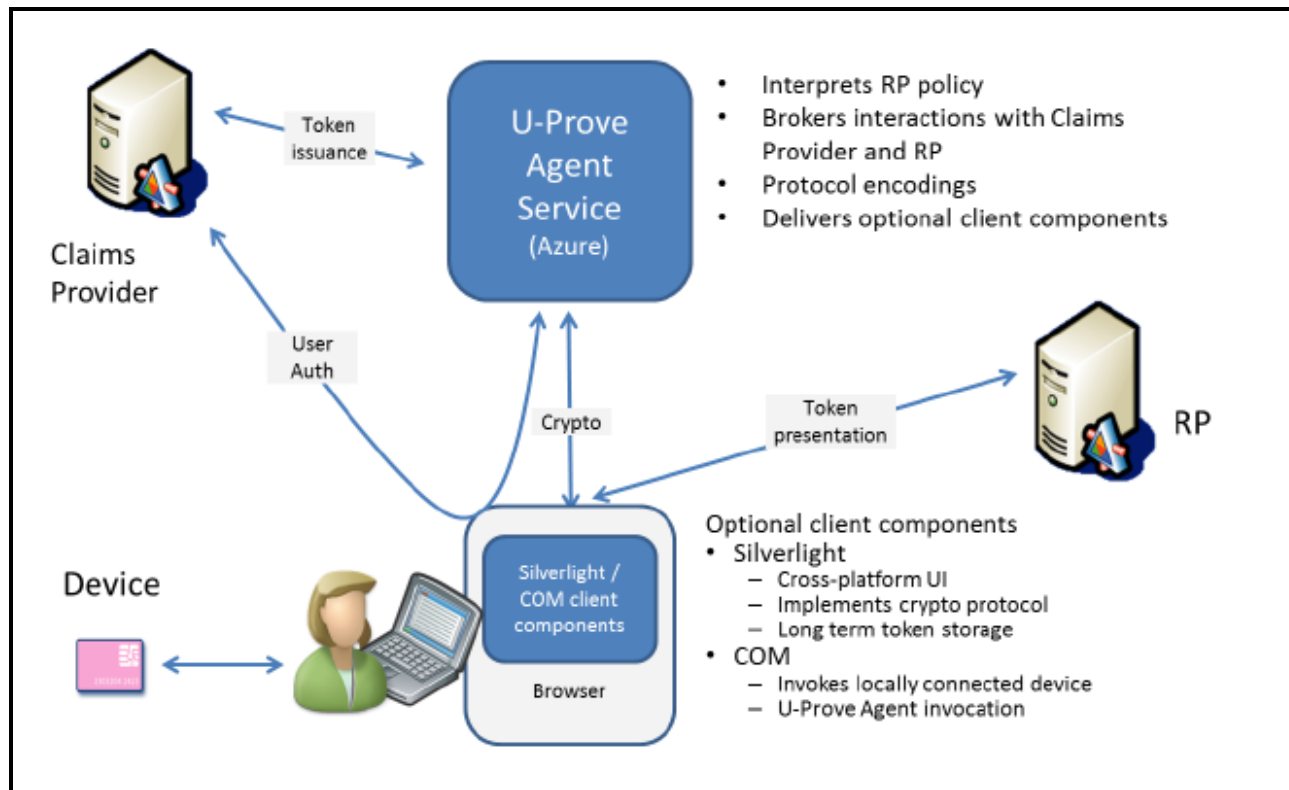 Token
issuance
U-Prove
Agent
Service
(Azure)
• Interprets RP policy
• Brokers interactions with Claims
Provider and RP
• Protocol encodings
• Delivers optional client components
Claims
Provider
User
Auth
Crypto
Token
presentation
RP
Device
Silverlight /
COM client
components
Browser
Optional client components
• Silverlight
– Cross-platform UI
– Implements crypto protocol
– Long term token storage
• COM
– Invokes locally connected device
– U-Prove Agent invocation